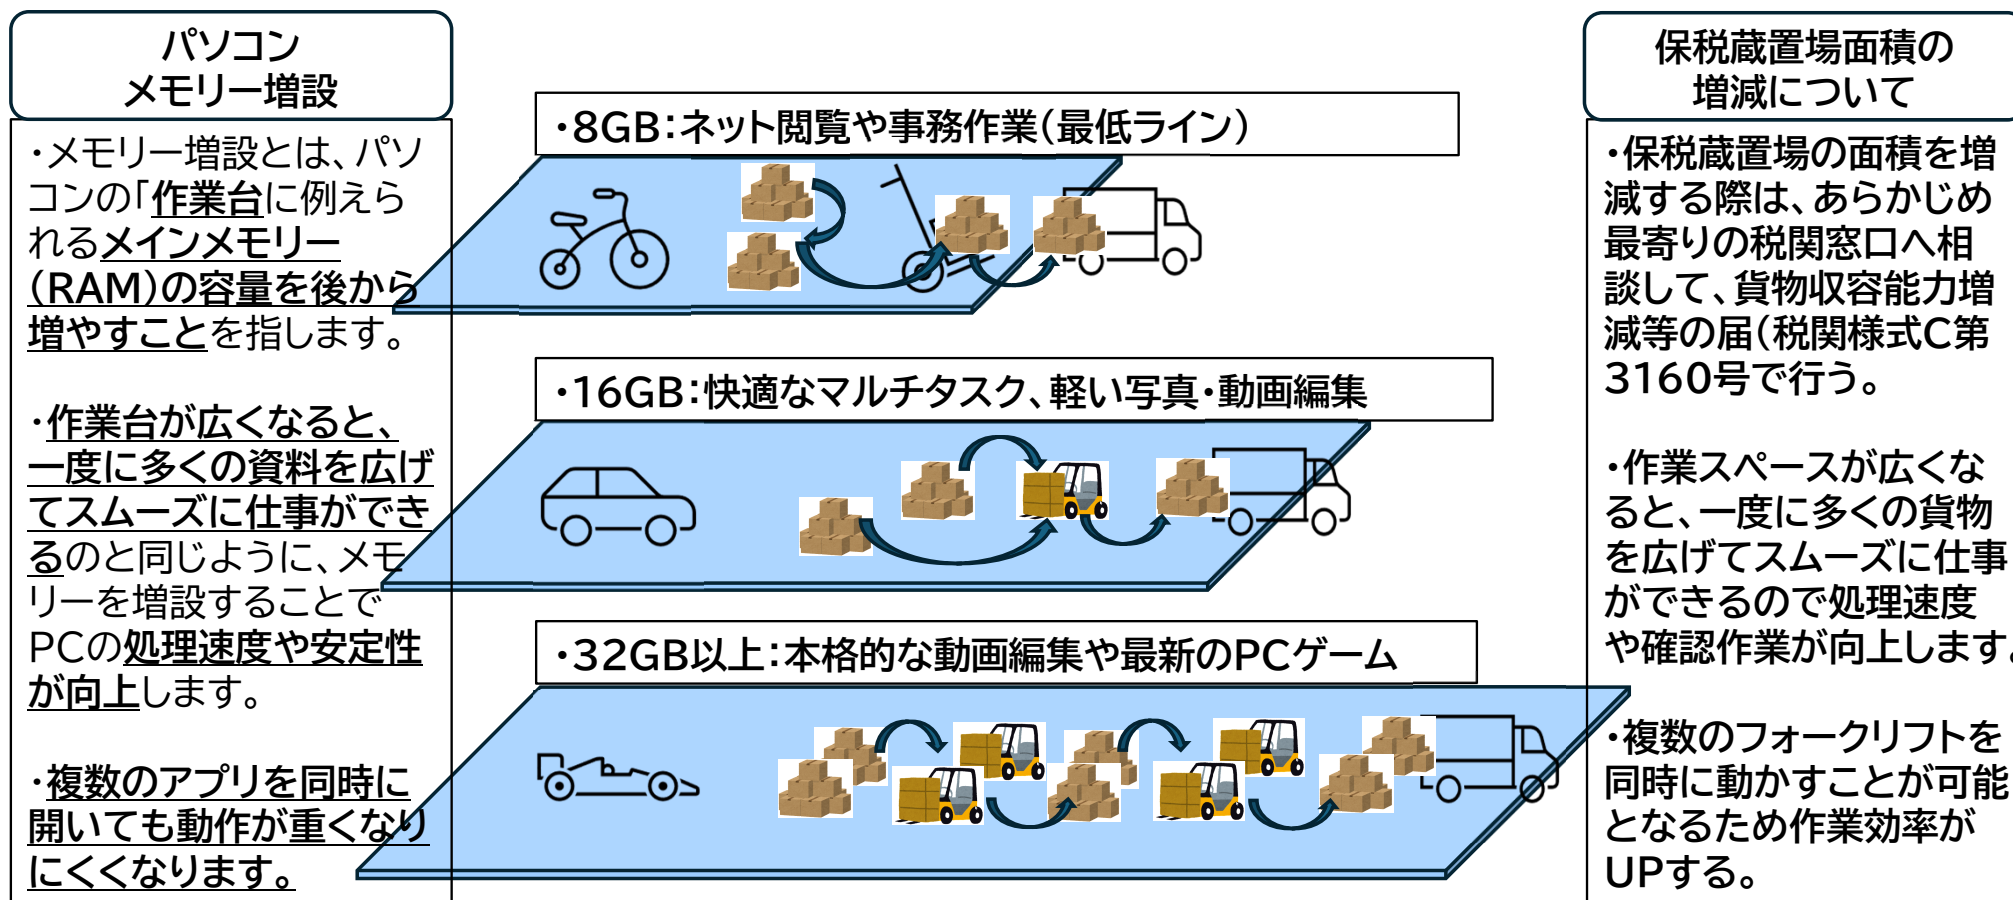 パソコン
メモリー増設
・メモリー増設とは、パソ
コンの「作業台に例えら
れるメインメモリー
（RAM）の容量を後から
増やすことを指します。
・作業台が広くなると、
一度に多くの資料を広げ
てスムーズに仕事ができ
るのと同じように、メモ
リーを増設することで
PCの処理速度や安定性
が向上します。
・複数のアプリを同時に
開いても動作が重くなり
にくくなります。
・8GB：ネット閲覧や事務作業（最低ライン）
・16GB：快適なマルチタスク、軽い写真・動画編集
・32GB以上：本格的な動画編集や最新のPCゲーム
保税蔵置場面積の
増減について
・保税蔵置場の面積を増
減する際は、あらかじめ
最寄りの税関窓口へ相
談して、貨物収容能力増
減等の届（税関様式C第
3160号で行う。
・作業スペースが広くな
ると、一度に多くの貨物
を広げてスムーズに仕事
ができるので処理速度
や確認作業が向上します。
・複数のフォークリフトを
同時に動かすことが可能
となるため作業効率が
UPする。